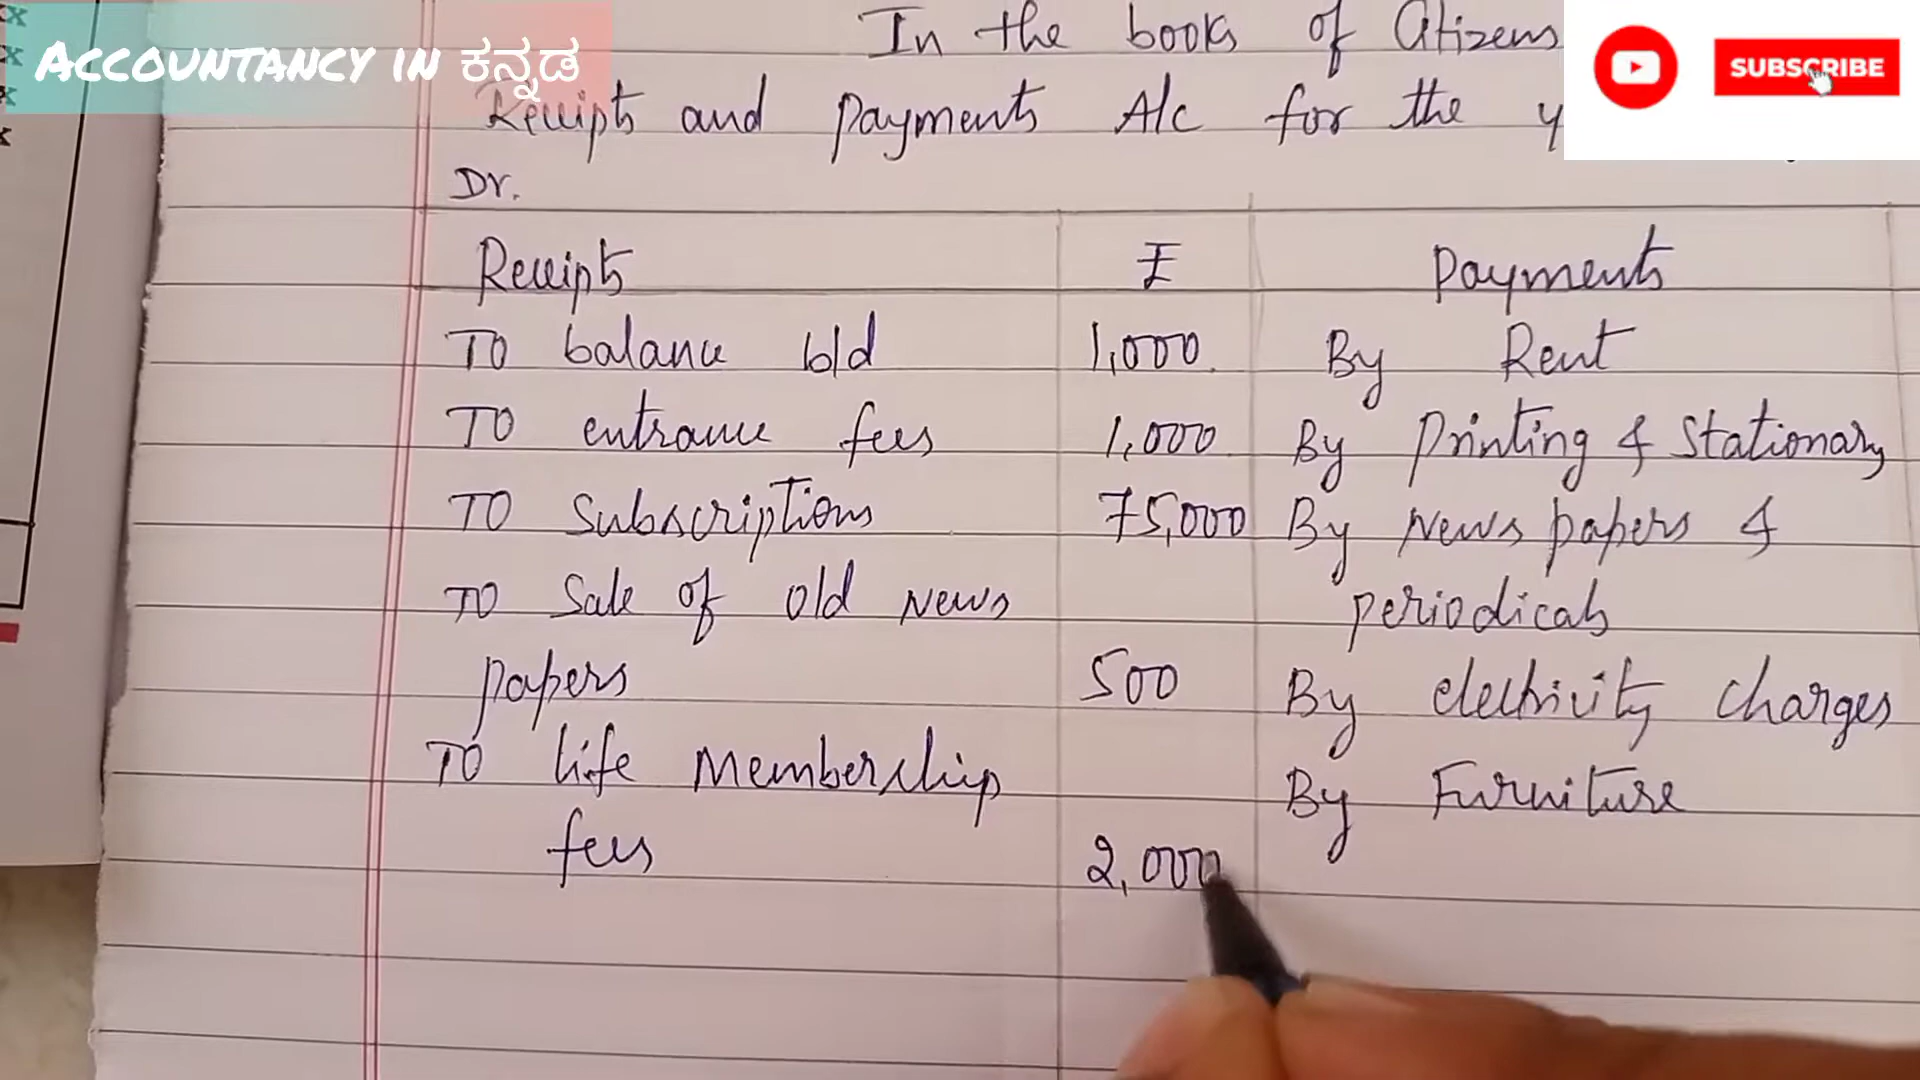 ACCOUNTANCY IN ಕನ್ನಡ
SUBSCRIBE
In the books of Citizens
Receipts and payments A/c for the y
Dr.
Receipts ₹ Payments
TO balance b/d 1,000 By Rent
TO entrance fees 1,000 By Printing & Stationary
TO Subscriptions 75,000 By News papers &
periodicals
TO Sale of old News
papers 500 By electricity charges
TO life Membership By Furniture
fees 2,000